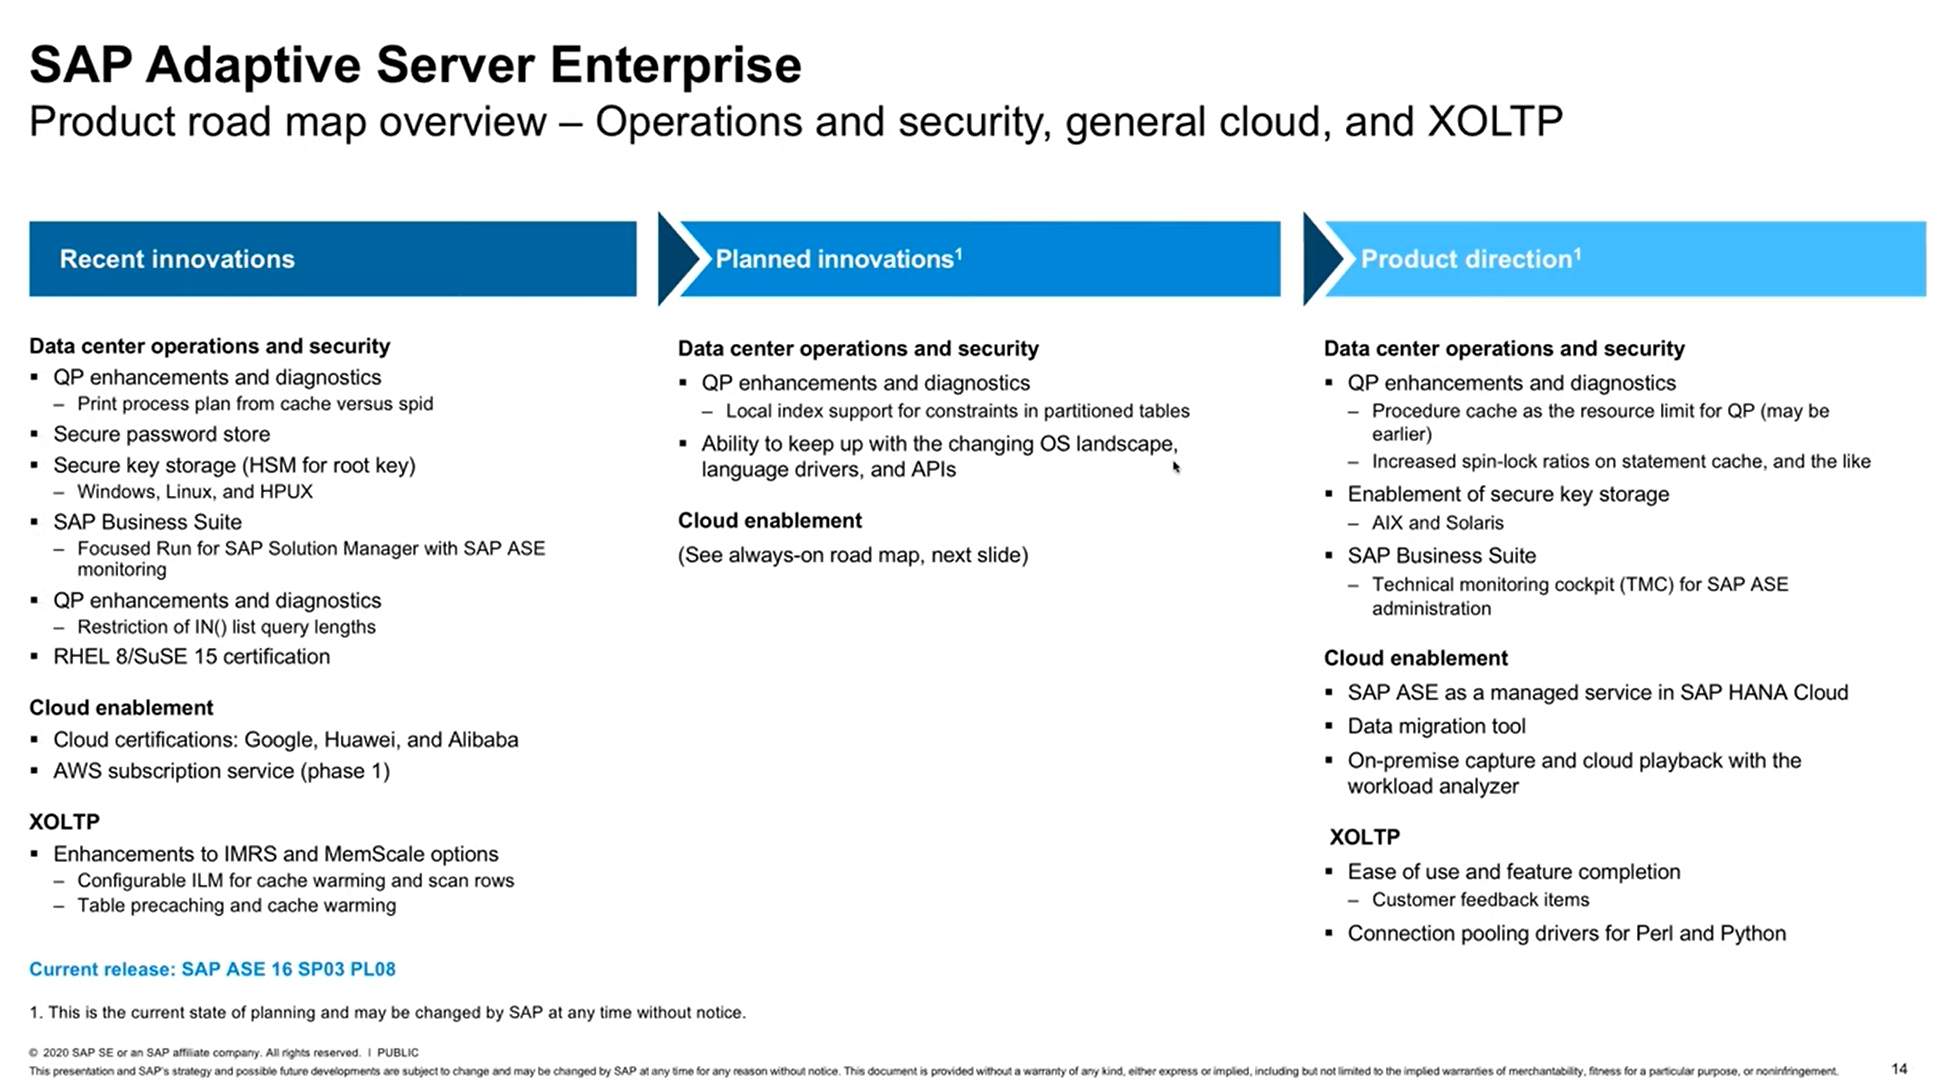 SAP Adaptive Server Enterprise
Product road map overview – Operations and security, general cloud, and XOLTP
Recent innovations
Data center operations and security
▪ QP enhancements and diagnostics
– Print process plan from cache versus spid
▪ Secure password store
▪ Secure key storage (HSM for root key)
– Windows, Linux, and HPUX
▪ SAP Business Suite
– Focused Run for SAP Solution Manager with SAP ASE
monitoring
▪ QP enhancements and diagnostics
– Restriction of IN() list query lengths
▪ RHEL 8/SuSE 15 certification
Cloud enablement
▪ Cloud certifications: Google, Huawei, and Alibaba
▪ AWS subscription service (phase 1)
XOLTP
▪ Enhancements to IMRS and MemScale options
– Configurable ILM for cache warming and scan rows
– Table precaching and cache warming
Current release: SAP ASE 16 SP03 PL08
Planned innovations¹
Data center operations and security
▪ QP enhancements and diagnostics
– Local index support for constraints in partitioned tables
▪ Ability to keep up with the changing OS landscape,
language drivers, and APIs
Cloud enablement
(See always-on road map, next slide)
Product direction¹
Data center operations and security
▪ QP enhancements and diagnostics
– Procedure cache as the resource limit for QP (may be
earlier)
– Increased spin-lock ratios on statement cache, and the like
▪ Enablement of secure key storage
– AIX and Solaris
▪ SAP Business Suite
– Technical monitoring cockpit (TMC) for SAP ASE
administration
Cloud enablement
▪ SAP ASE as a managed service in SAP HANA Cloud
▪ Data migration tool
▪ On-premise capture and cloud playback with the
workload analyzer
XOLTP
▪ Ease of use and feature completion
– Customer feedback items
▪ Connection pooling drivers for Perl and Python
1. This is the current state of planning and may be changed by SAP at any time without notice.
© 2020 SAP SE or an SAP affiliate company. All rights reserved. | PUBLIC
This presentation and SAP's strategy and possible future developments are subject to change and may be changed by SAP at any time for any reason without notice. This document is provided without a warranty of any kind, either express or implied, including but not limited to the implied warranties of merchantability, fitness for a particular purpose, or noninfringement.
14